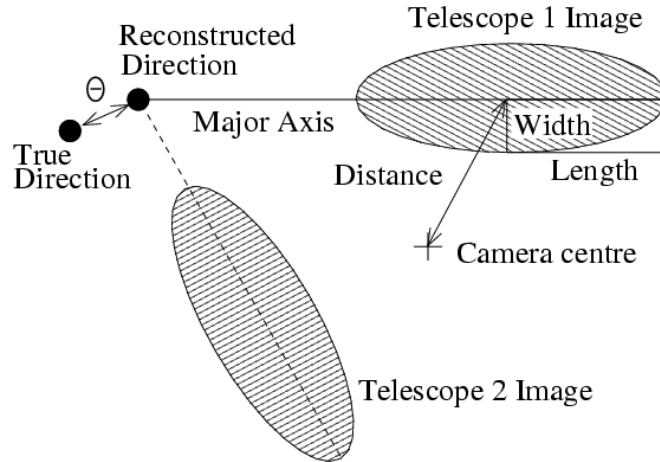 Telescope 1 Image
Reconstructed
Direction
Θ
Major Axis
Width
True
Direction
Distance
Length
Camera centre
Telescope 2 Image